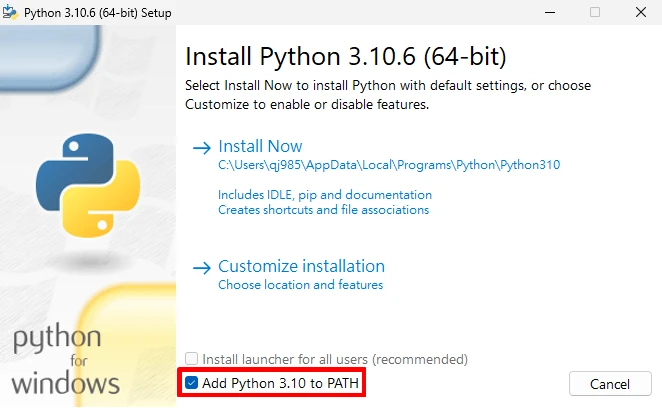 Python 3.10.6 (64-bit) Setup
Install Python 3.10.6 (64-bit)
Select Install Now to install Python with default settings, or choose
Customize to enable or disable features.
Install Now
C:\Users\qj985\AppData\Local\Programs\Python\Python310
Includes IDLE, pip and documentation
Creates shortcuts and file associations
Customize installation
Choose location and features
python
for
windows
Install launcher for all users (recommended)
Add Python 3.10 to PATH
Cancel